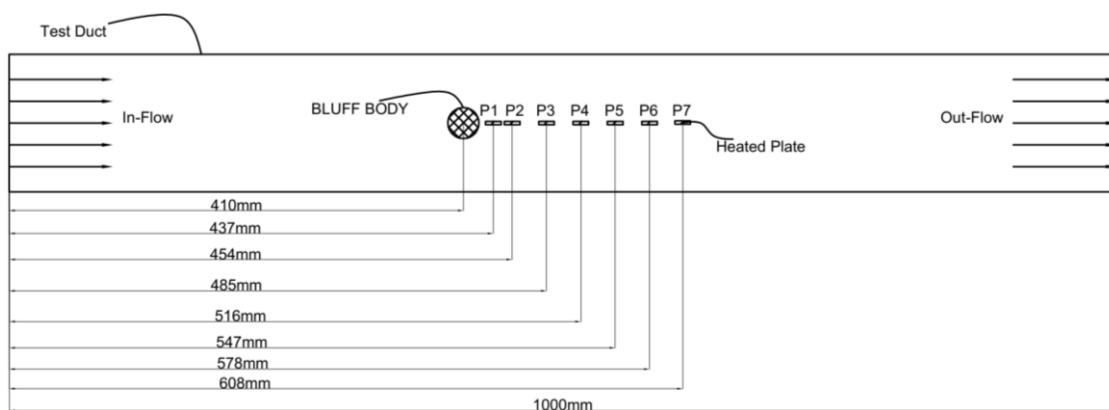 Test Duct
BLUFF BODY
P1 P2 P3 P4 P5 P6 P7
In-Flow
Out-Flow
Heated Plate
410mm
437mm
454mm
485mm
516mm
547mm
578mm
608mm
1000mm